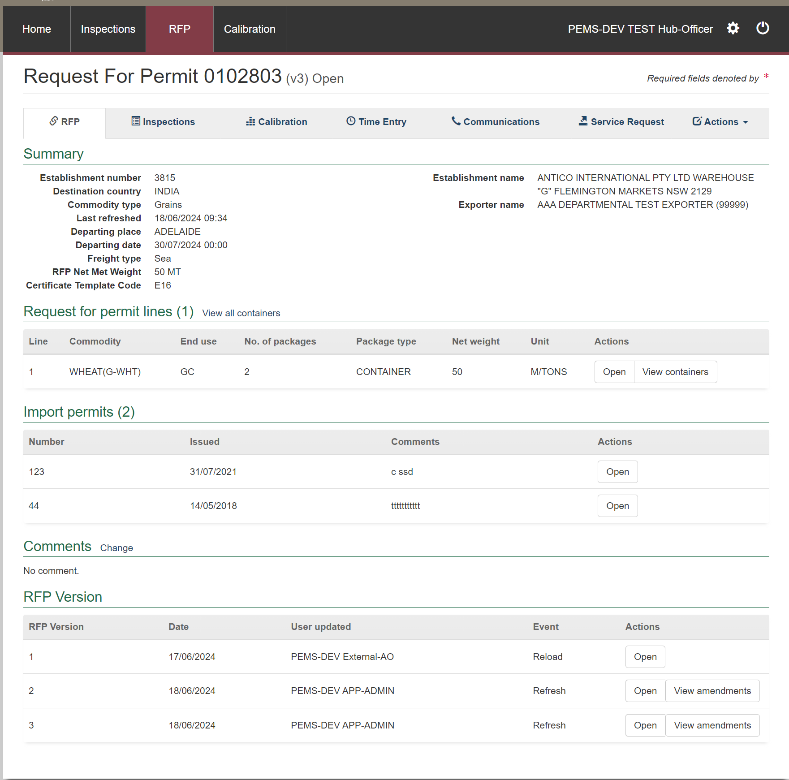 Home Inspections RFP Calibration PEMS-DEV TEST Hub-Officer
Request For Permit 0102803 (v3) Open Required fields denoted by *
RFP Inspections Calibration Time Entry Communications Service Request Actions
Summary
Establishment number 3815 Establishment name ANTICO INTERNATIONAL PTY LTD WAREHOUSE
Destination country INDIA "G" FLEMINGTON MARKETS NSW 2129
Commodity type Grains Exporter name AAA DEPARTMENTAL TEST EXPORTER (99999)
Last refreshed 18/06/2024 09:34
Departing place ADELAIDE
Departing date 30/07/2024 00:00
Freight type Sea
RFP Net Met Weight 50 MT
Certificate Template Code E16
Request for permit lines (1) View all containers
Line Commodity End use No. of packages Package type Net weight Unit Actions
1 WHEAT(G-WHT) GC 2 CONTAINER 50 M/TONS Open View containers
Import permits (2)
Number Issued Comments Actions
123 31/07/2021 c ssd Open
44 14/05/2018 ttttttttttt Open
Comments Change
No comment.
RFP Version
RFP Version Date User updated Event Actions
1 17/06/2024 PEMS-DEV External-AO Reload Open
2 18/06/2024 PEMS-DEV APP-ADMIN Refresh Open View amendments
3 18/06/2024 PEMS-DEV APP-ADMIN Refresh Open View amendments